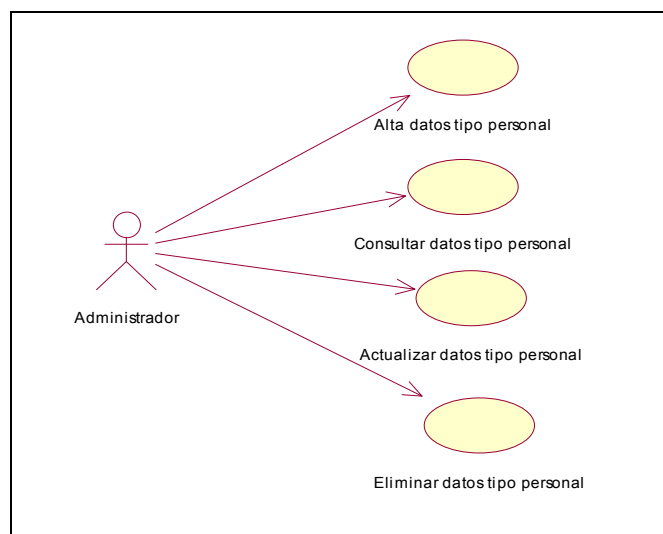 Alta datos tipo personal
Consultar datos tipo personal
Administrador
Actualizar datos tipo personal
Eliminar datos tipo personal